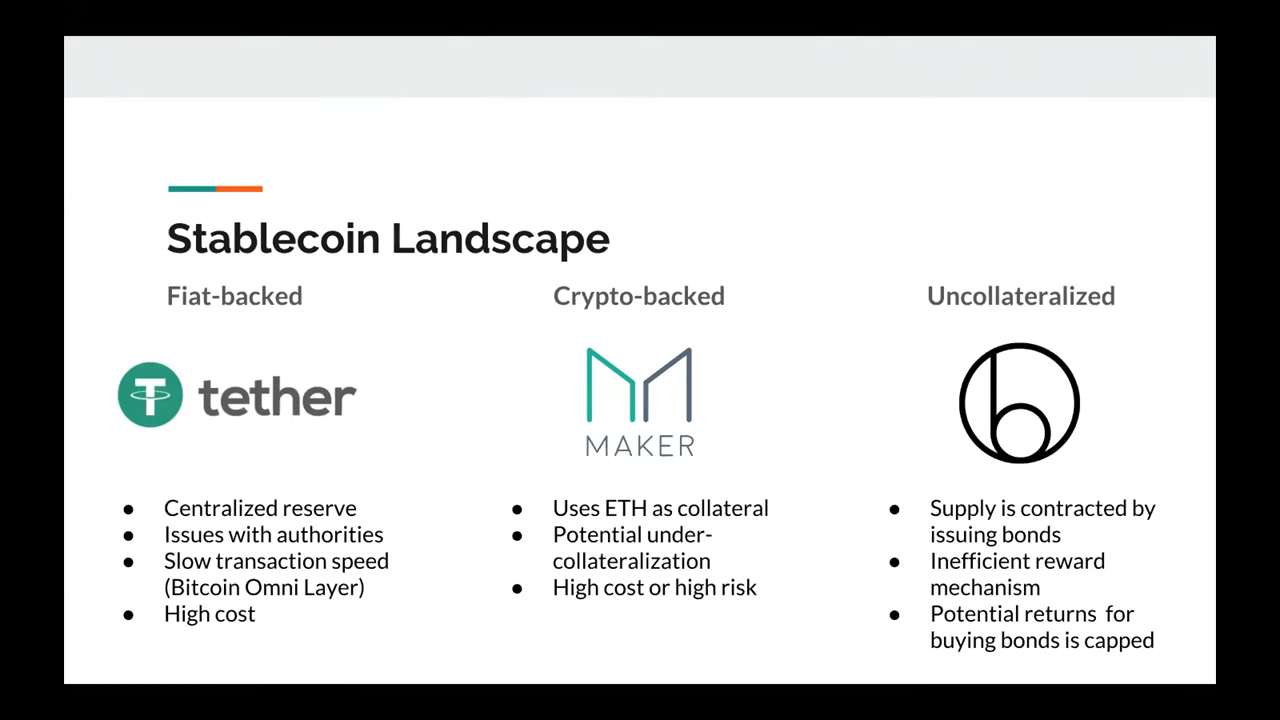 Stablecoin Landscape
Fiat-backed
tether
● Centralized reserve
● Issues with authorities
● Slow transaction speed
(Bitcoin Omni Layer)
● High cost
Crypto-backed
MAKER
● Uses ETH as collateral
● Potential under-
collateralization
● High cost or high risk
Uncollateralized
b
● Supply is contracted by
issuing bonds
● Inefficient reward
mechanism
● Potential returns for
buying bonds is capped